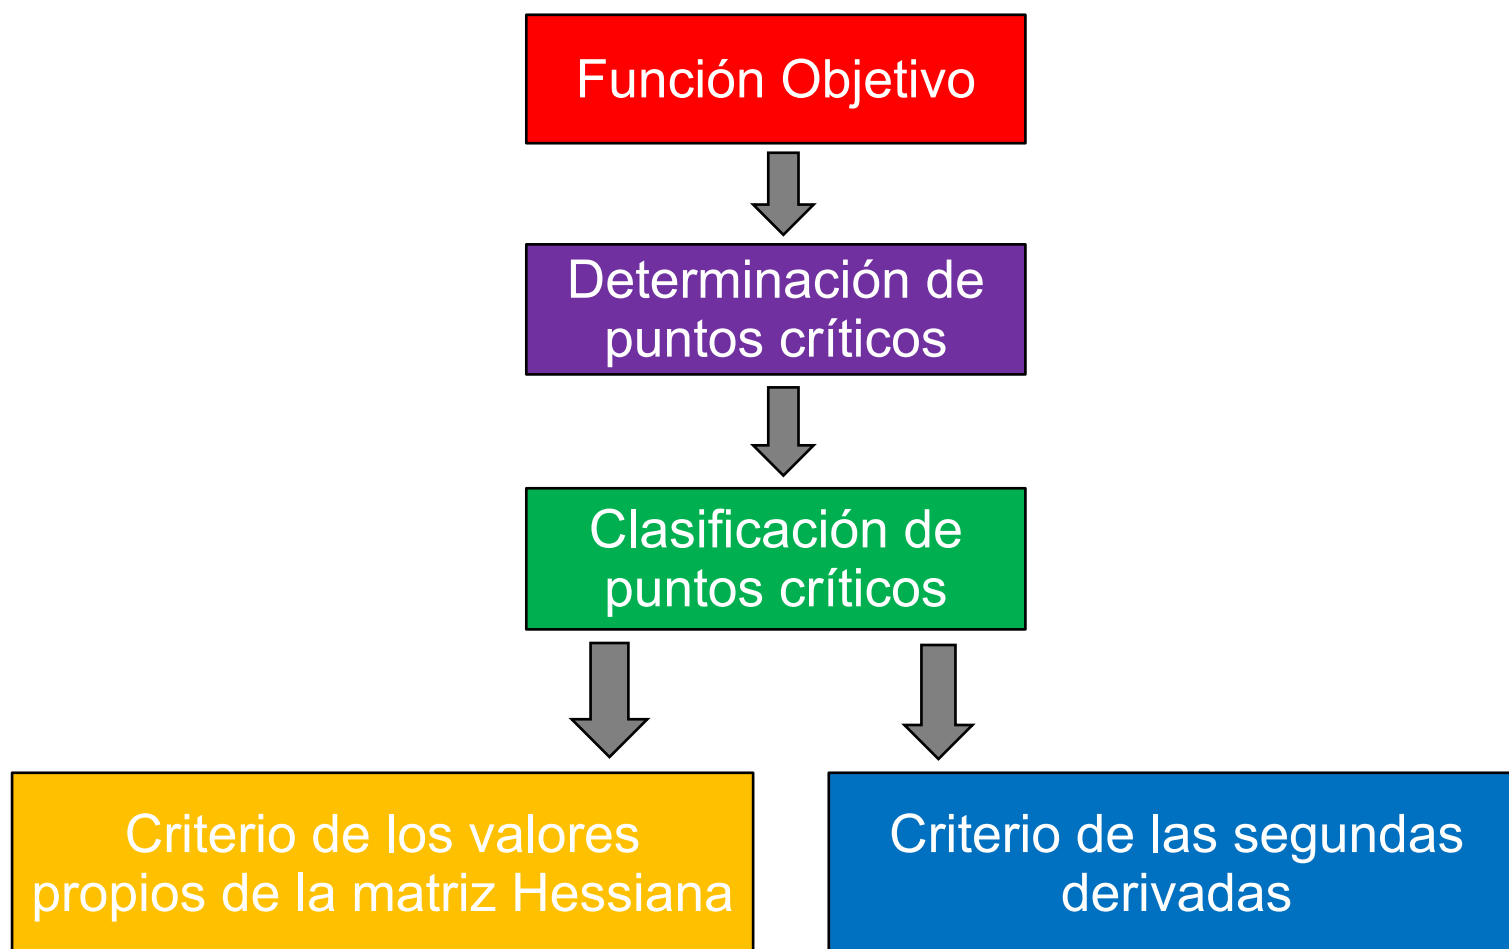 Función Objetivo
Determinación de
puntos críticos
Clasificación de
puntos críticos
Criterio de los valores
propios de la matriz Hessiana
Criterio de las segundas
derivadas